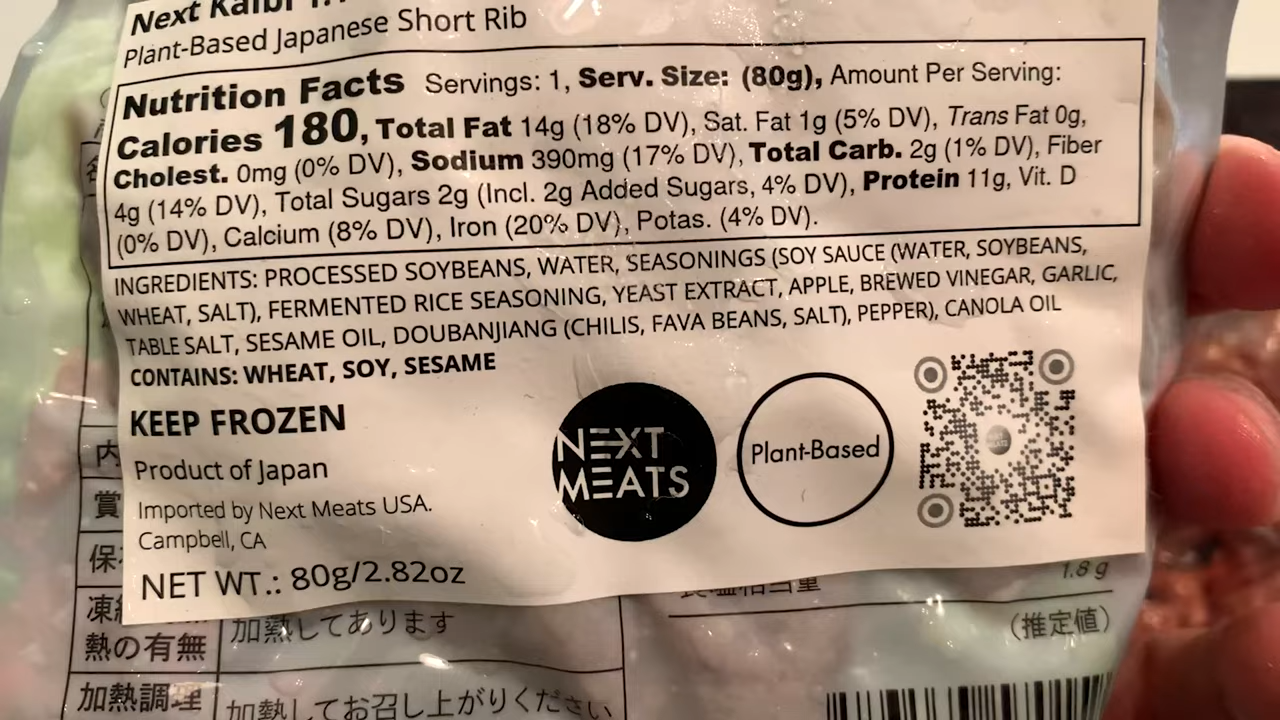 Next Kalbi 1.
Plant-Based Japanese Short Rib
Nutrition Facts Servings: 1, Serv. Size: (80g), Amount Per Serving:
Calories 180, Total Fat 14g (18% DV), Sat. Fat 1g (5% DV), Trans Fat 0g,
Cholest. 0mg (0% DV), Sodium 390mg (17% DV), Total Carb. 2g (1% DV), Fiber
4g (14% DV), Total Sugars 2g (Incl. 2g Added Sugars, 4% DV), Protein 11g, Vit. D
(0% DV), Calcium (8% DV), Iron (20% DV), Potas. (4% DV).
INGREDIENTS: PROCESSED SOYBEANS, WATER, SEASONINGS (SOY SAUCE (WATER, SOYBEANS,
WHEAT, SALT), FERMENTED RICE SEASONING, YEAST EXTRACT, APPLE, BREWED VINEGAR, GARLIC,
TABLE SALT, SESAME OIL, DOUBANJIANG (CHILIS, FAVA BEANS, SALT), PEPPER), CANOLA OIL
CONTAINS: WHEAT, SOY, SESAME
KEEP FROZEN
Product of Japan
Imported by Next Meats USA.
Campbell, CA
NET WT.: 80g/2.82oz
NEXT
MEATS
Plant-Based
内
賞
保
凍
熱の有無
加熱してあります
加熱調理
加熱してお召し上がりください
相当量
1.8 g
(推定値)